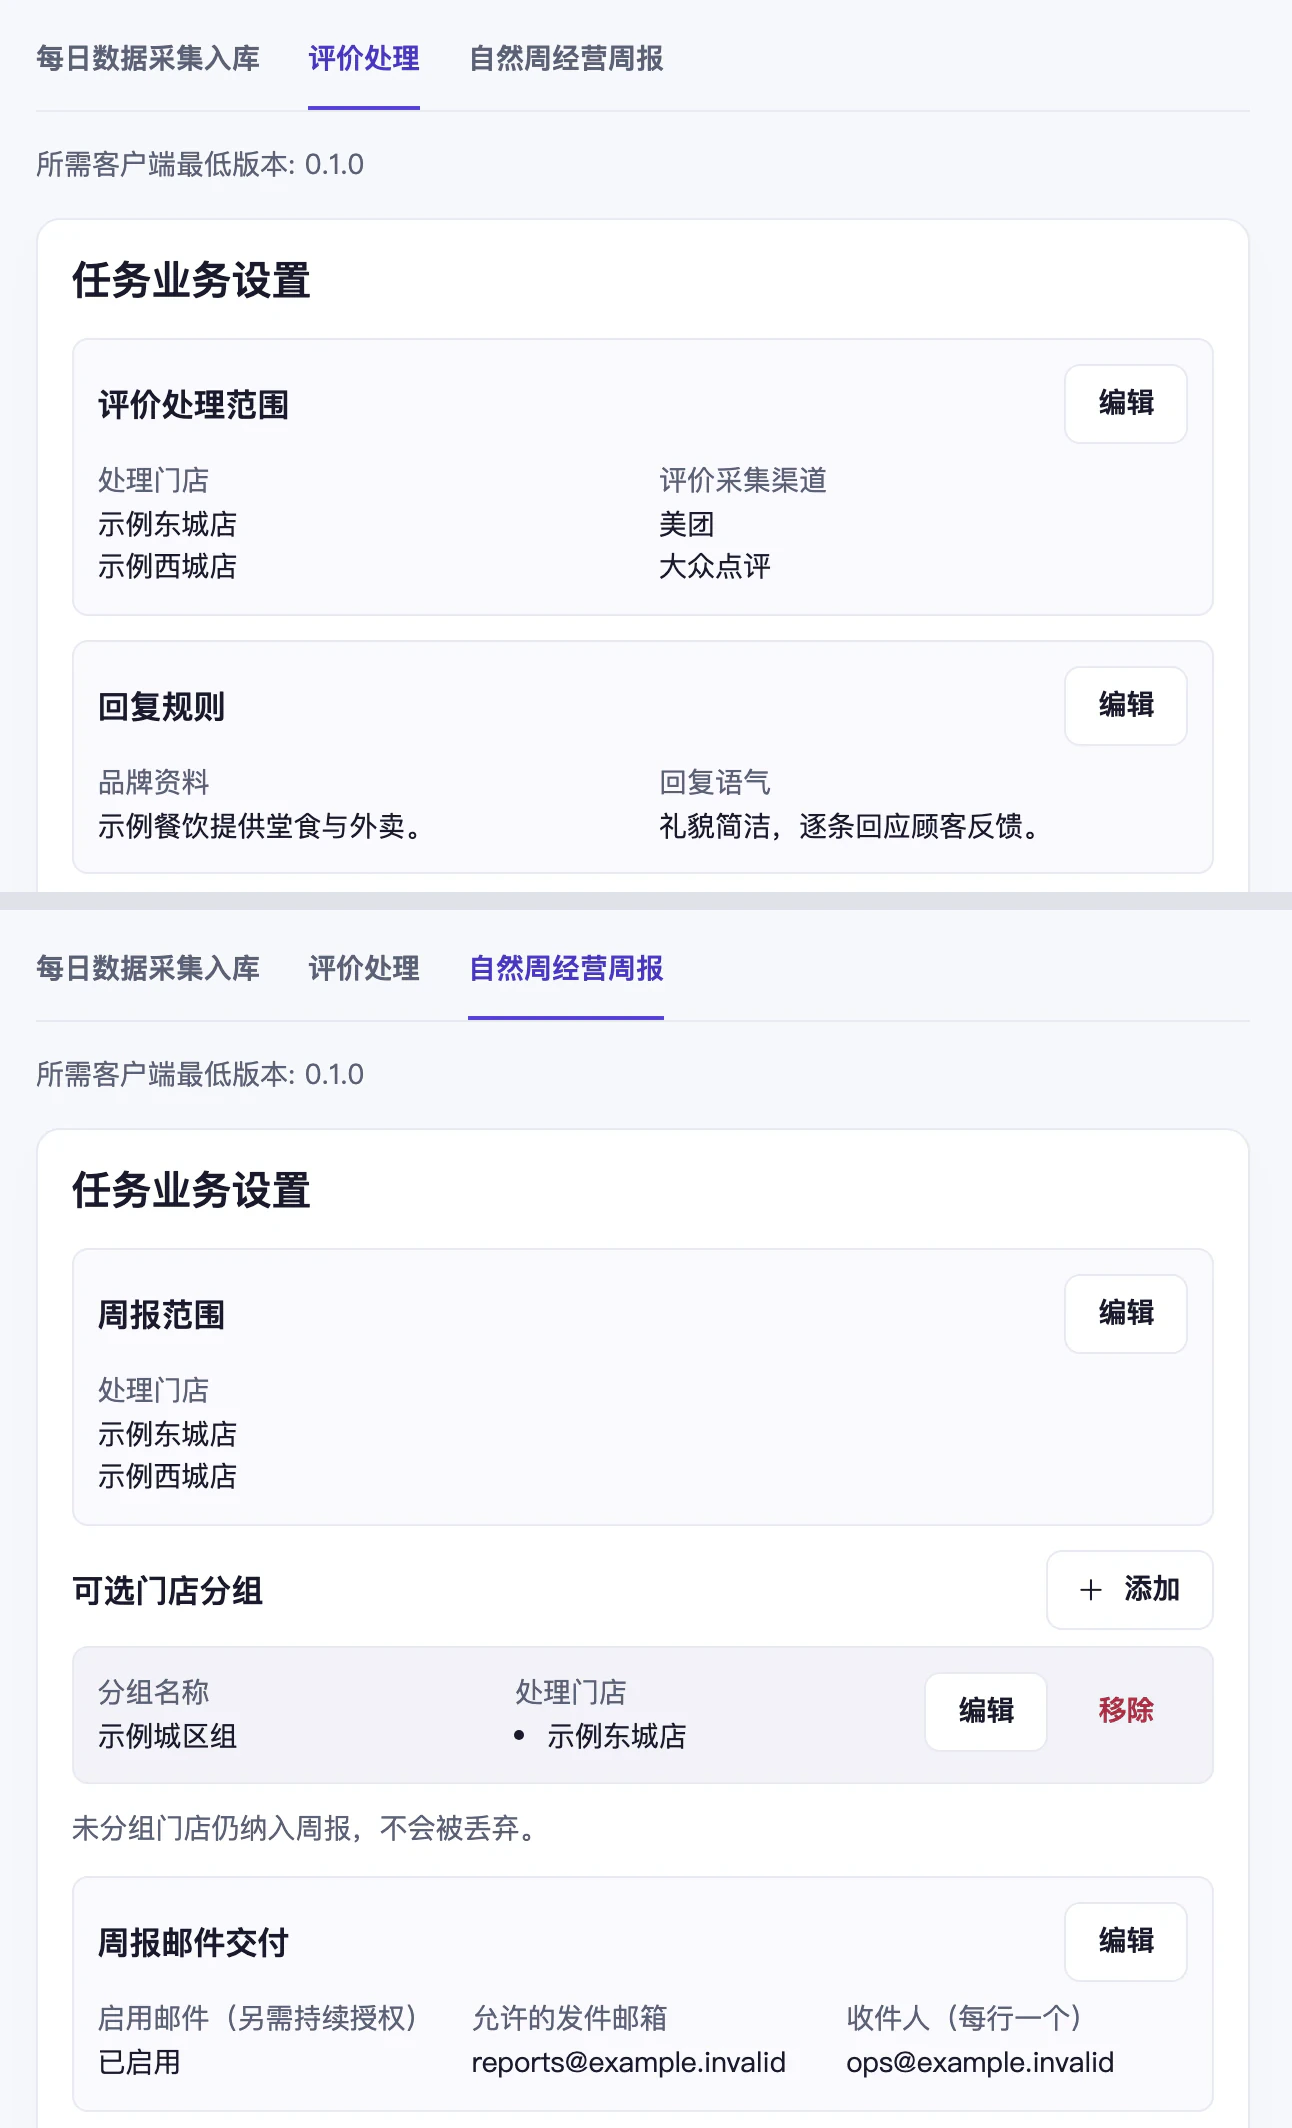 每日数据采集入库 评价处理 自然周经营周报
所需客户端最低版本: 0.1.0
任务业务设置
评价处理范围 编辑
处理门店 评价采集渠道
示例东城店 美团
示例西城店 大众点评
回复规则 编辑
品牌资料 回复语气
示例餐饮提供堂食与外卖。 礼貌简洁，逐条回应顾客反馈。
每日数据采集入库 评价处理 自然周经营周报
所需客户端最低版本: 0.1.0
任务业务设置
周报范围 编辑
处理门店
示例东城店
示例西城店
可选门店分组 + 添加
分组名称 处理门店 编辑 移除
示例城区组 • 示例东城店
未分组门店仍纳入周报，不会被丢弃。
周报邮件交付 编辑
启用邮件（另需持续授权） 允许的发件邮箱 收件人（每行一个）
已启用 reports@example.invalid ops@example.invalid